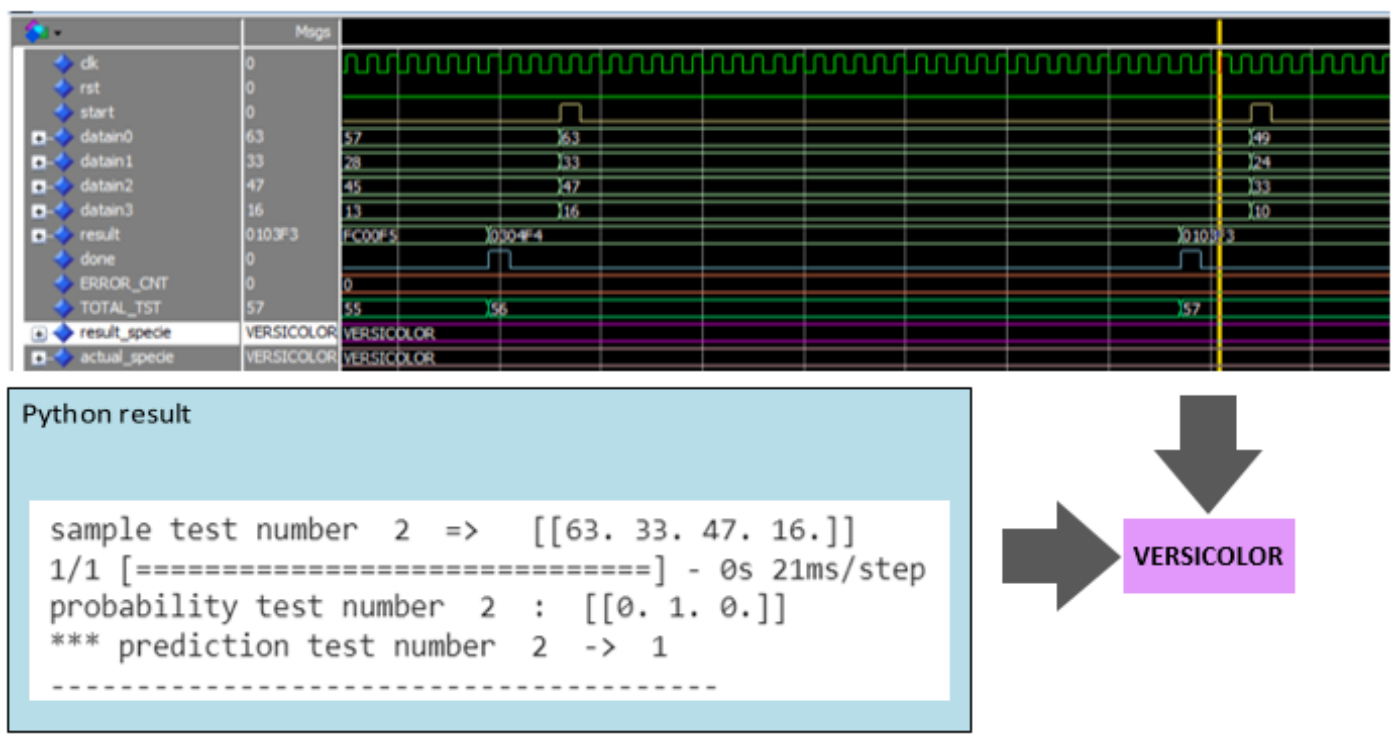 Msgs
clk 0
rst 0
start 0
datain0 63 57 63 49
datain1 33 28 33 24
datain2 47 45 47 33
datain3 16 13 16 10
result 0103F3 FC00F5 0304F4 0103F3
done 0
ERROR_CNT 0 0
TOTAL_TST 57 55 56 57
result_specie VERSICOLOR VERSICOLOR
actual_specie VERSICOLOR VERSICOLOR
Python result
sample test number 2 => [[63. 33. 47. 16.]]
1/1 [==============================] - 0s 21ms/step
probability test number 2 : [[0. 1. 0.]]
*** prediction test number 2 -> 1
---------------------------------------
VERSICOLOR